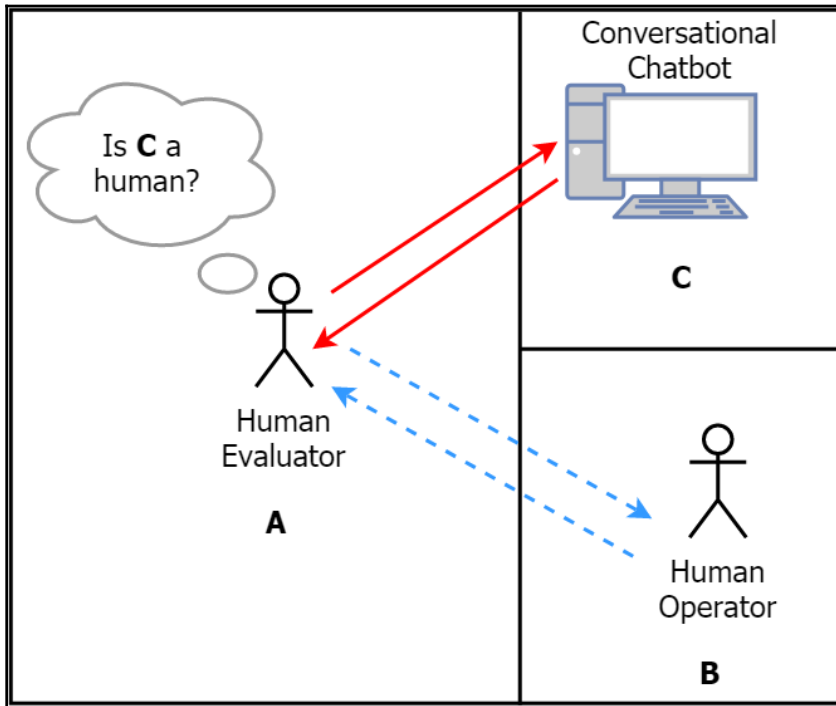 Conversational
Chatbot
Is C a
human?
C
Human
Evaluator
A
Human
Operator
B